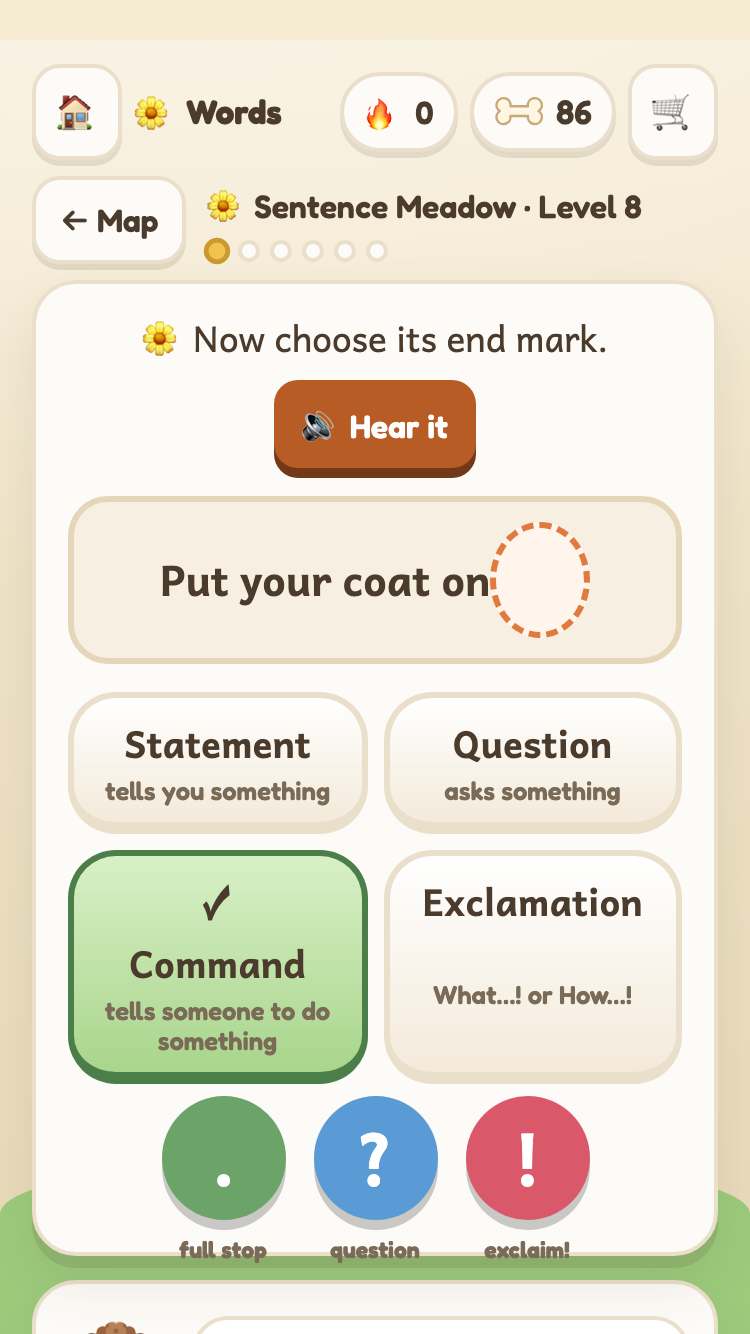 Words
0
86
← Map
Sentence Meadow · Level 8
Now choose its end mark.
Hear it
Put your coat on
Statement
tells you something
Question
asks something
✓
Command
tells someone to do
something
Exclamation
What...! or How...!
. ? !
full stop question exclaim!